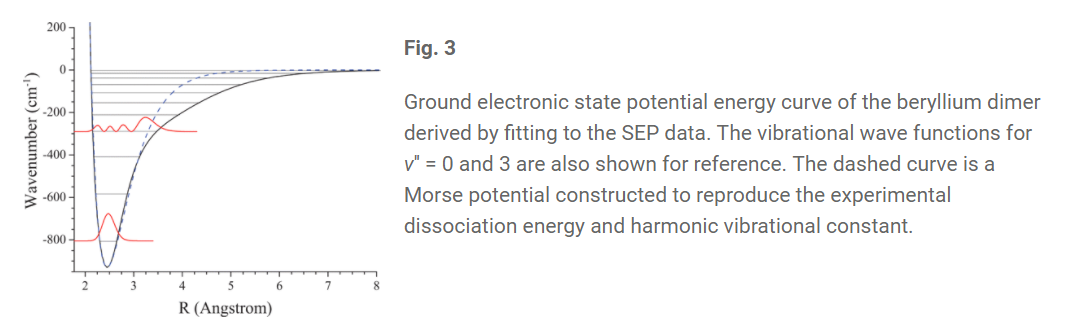 200
0
-200
-400
-600
-800
Wavenumber (cm⁻¹)
2 3 4 5 6 7 8
R (Angstrom)
Fig. 3
Ground electronic state potential energy curve of the beryllium dimer
derived by fitting to the SEP data. The vibrational wave functions for
v" = 0 and 3 are also shown for reference. The dashed curve is a
Morse potential constructed to reproduce the experimental
dissociation energy and harmonic vibrational constant.